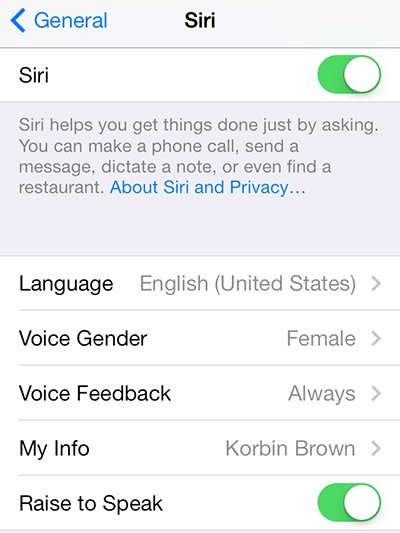 General
Siri
Siri
Siri helps you get things done just by asking.
You can make a phone call, send a
message, dictate a note, or even find a
restaurant. About Siri and Privacy...
Language English (United States)
Voice Gender Female
Voice Feedback Always
My Info Korbin Brown
Raise to Speak